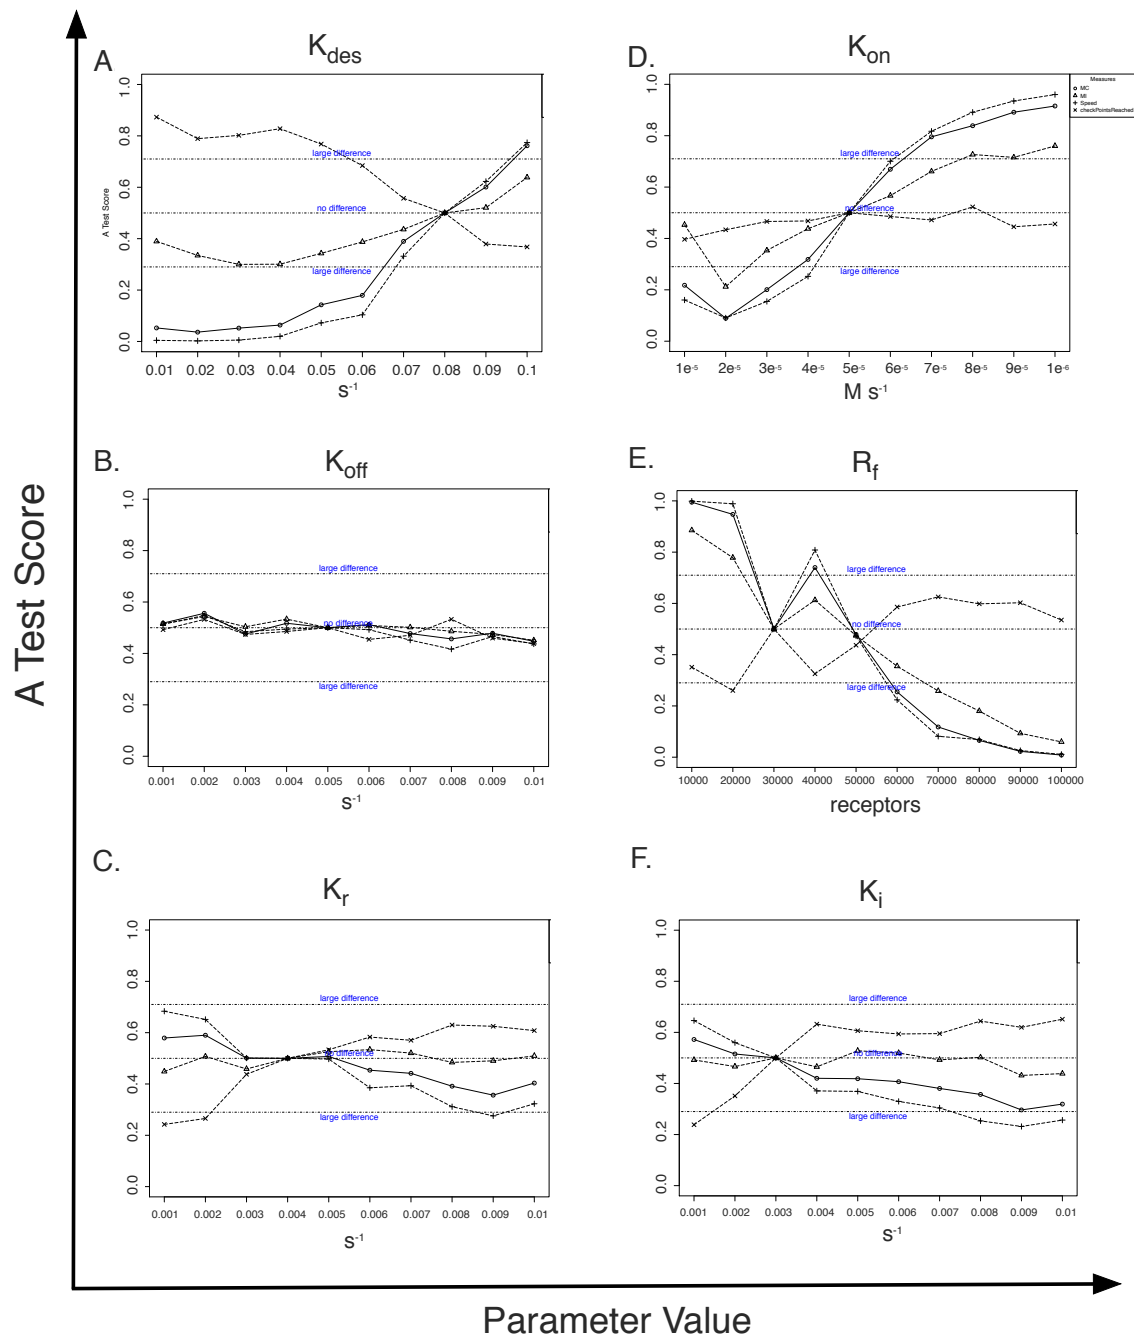 A
K_des
1.0
0.8
0.6
0.4
0.2
0.0
A Test Score
large difference
no difference
large difference
0.01 0.02 0.03 0.04 0.05 0.06 0.07 0.08 0.09 0.1
s⁻¹
D.
K_on
Measures
MC
MI
Speed
checkPointsReached
1.0
0.8
0.6
0.4
0.2
0.0
large difference
no difference
large difference
1e⁻⁵ 2e⁻⁵ 3e⁻⁵ 4e⁻⁵ 5e⁻⁵ 6e⁻⁵ 7e⁻⁵ 8e⁻⁵ 9e⁻⁵ 1e⁻⁶
M s⁻¹
B.
K_off
1.0
0.8
0.6
0.4
0.2
0.0
large difference
no difference
large difference
0.001 0.002 0.003 0.004 0.005 0.006 0.007 0.008 0.009 0.01
s⁻¹
E.
R_f
1.0
0.8
0.6
0.4
0.2
0.0
large difference
no difference
large difference
10000 20000 30000 40000 50000 60000 70000 80000 90000 100000
receptors
C.
K_r
1.0
0.8
0.6
0.4
0.2
0.0
large difference
no difference
large difference
0.001 0.002 0.003 0.004 0.005 0.006 0.007 0.008 0.009 0.01
s⁻¹
F.
K_i
1.0
0.8
0.6
0.4
0.2
0.0
large difference
no difference
large difference
0.001 0.002 0.003 0.004 0.005 0.006 0.007 0.008 0.009 0.01
s⁻¹
A Test Score
Parameter Value